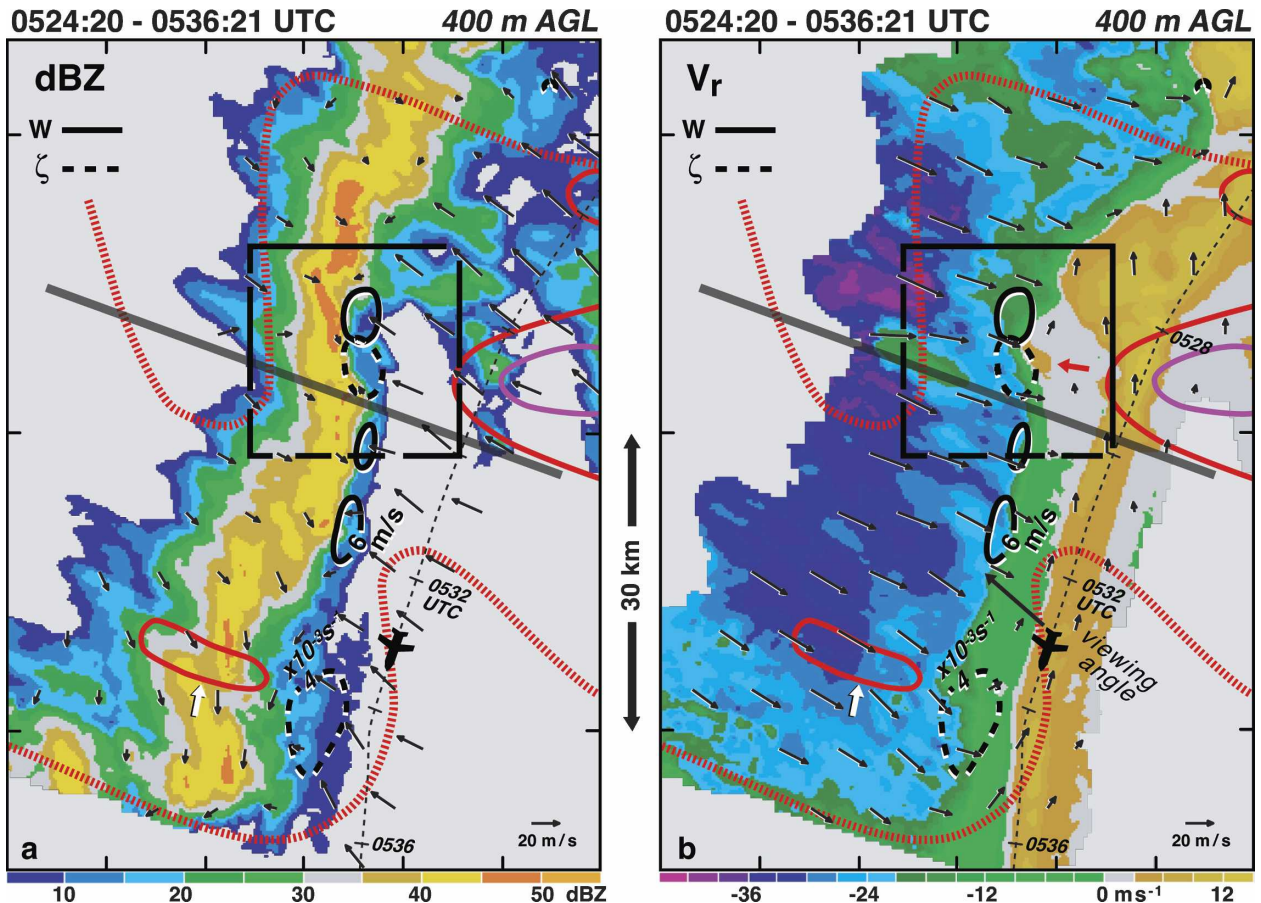 0524:20 - 0536:21 UTC 400 m AGL
dBZ
W
ζ
6
m/s
0532
UTC
x10⁻³s⁻¹
4
20 m/s
a
0536
10 20 30 40 50 dBZ
30 km
0524:20 - 0536:21 UTC 400 m AGL
Vr
W
ζ
0528
6
m/s
0532
UTC
x10⁻³s⁻¹
4
viewing
angle
20 m/s
b
0536
-36 -24 -12 0 ms⁻¹ 12